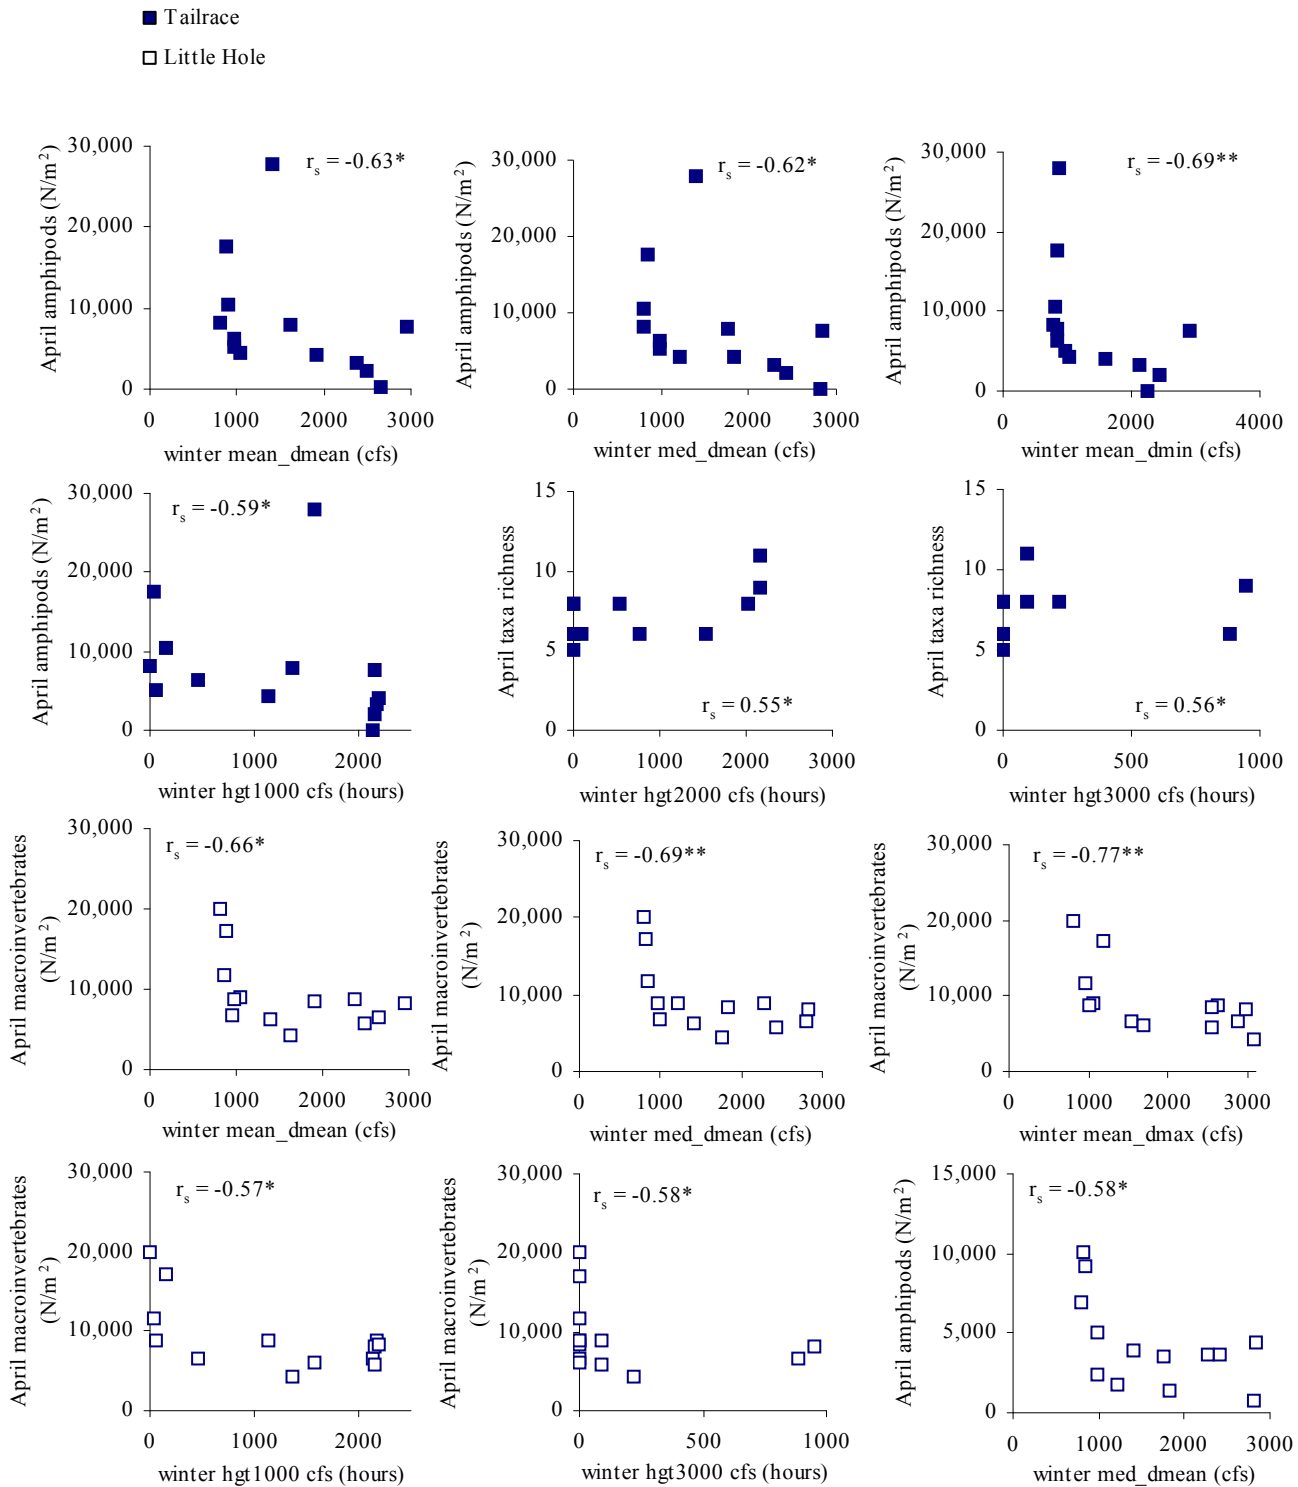 Tailrace
Little Hole
April amphipods (N/m²)
30,000
20,000
10,000
0
rₛ = -0.63*
0 1000 2000 3000
winter mean_dmean (cfs)
April amphipods (N/m²)
30,000
20,000
10,000
0
rₛ = -0.62*
0 1000 2000 3000
winter med_dmean (cfs)
April amphipods (N/m²)
30,000
20,000
10,000
0
rₛ = -0.69**
0 1000 2000 3000 4000
winter mean_dmin (cfs)
April amphipods (N/m²)
30,000
20,000
10,000
0
rₛ = -0.59*
0 1000 2000
winter hgt1000 cfs (hours)
April taxa richness
15
10
5
0
rₛ = 0.55*
0 1000 2000 3000
winter hgt2000 cfs (hours)
April taxa richness
15
10
5
0
rₛ = 0.56*
0 500 1000
winter hgt3000 cfs (hours)
April macroinvertebrates
(N/m²)
30,000
20,000
10,000
0
rₛ = -0.66*
0 1000 2000 3000
winter mean_dmean (cfs)
April macroinvertebrates
(N/m²)
30,000
20,000
10,000
0
rₛ = -0.69**
0 1000 2000 3000
winter med_dmean (cfs)
April macroinvertebrates
(N/m²)
30,000
20,000
10,000
0
rₛ = -0.77**
0 1000 2000 3000
winter mean_dmax (cfs)
April macroinvertebrates
(N/m²)
30,000
20,000
10,000
0
rₛ = -0.57*
0 1000 2000
winter hgt1000 cfs (hours)
April macroinvertebrates
(N/m²)
30,000
20,000
10,000
0
rₛ = -0.58*
0 500 1000
winter hgt3000 cfs (hours)
April amphipods (N/m²)
15,000
10,000
5,000
0
rₛ = -0.58*
0 1000 2000 3000
winter med_dmean (cfs)